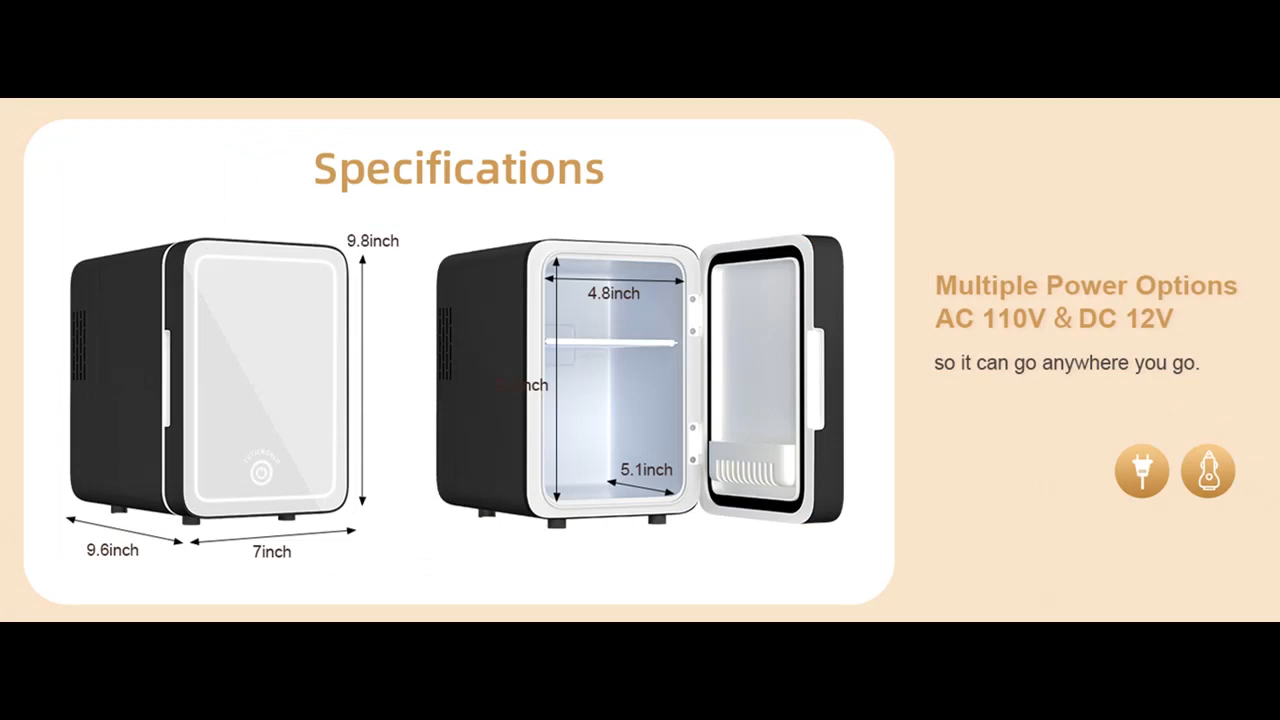 Specifications
9.8inch
4.8inch
5.1inch
9.6inch
7inch
Multiple Power Options
AC 110V & DC 12V
so it can go anywhere you go.